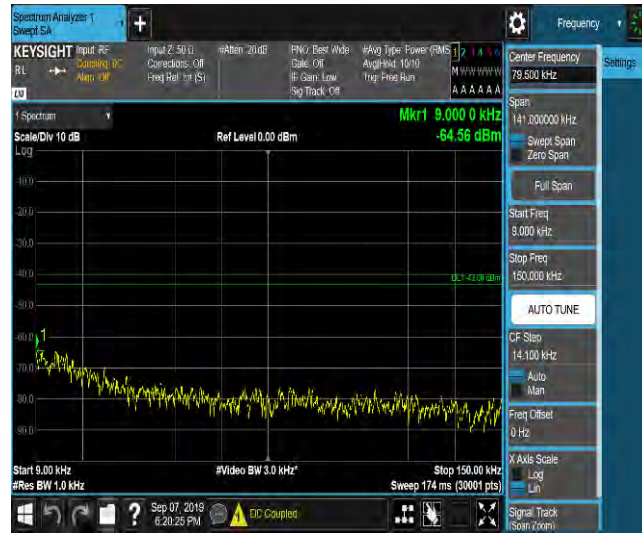 Spectrum Analyzer 1
Swept SA
+
Frequency
KEYSIGHT
RL
Input: RF
Coupling: DC
Align: Off
Input Z: 50 Ω
Corrections: Off
Freq Ref: Int (S)
#Atten: 20 dB
PNO: Best Wide
Gate: Off
IF Gain: Low
Sig Track: Off
#Avg Type: Power (RMS
Avg|Hold: 10/10
Trig: Free Run
M W W W W W
A A A A A A
1 Spectrum
Scale/Div 10 dB
Log
Ref Level 0.00 dBm
Mkr1 9.000 0 kHz
-64.56 dBm
-10.0
-20.0
-30.0
-40.0
-50.0
-60.0
-70.0
-80.0
-90.0
DL1 -43.00 dBm
1
Start 9.00 kHz
#Video BW 3.0 kHz*
Stop 150.00 kHz
#Res BW 1.0 kHz
Sweep 174 ms (30001 pts)
Center Frequency
79.500 kHz
Settings
Span
141.000000 kHz
Swept Span
Zero Span
Full Span
Start Freq
9.000 kHz
Stop Freq
150.000 kHz
AUTO TUNE
CF Step
14.100 kHz
Auto
Man
Freq Offset
0 Hz
X Axis Scale
Log
Lin
Signal Track
(Span Zoom)
?
Sep 07, 2019
6:20:25 PM
DC Coupled